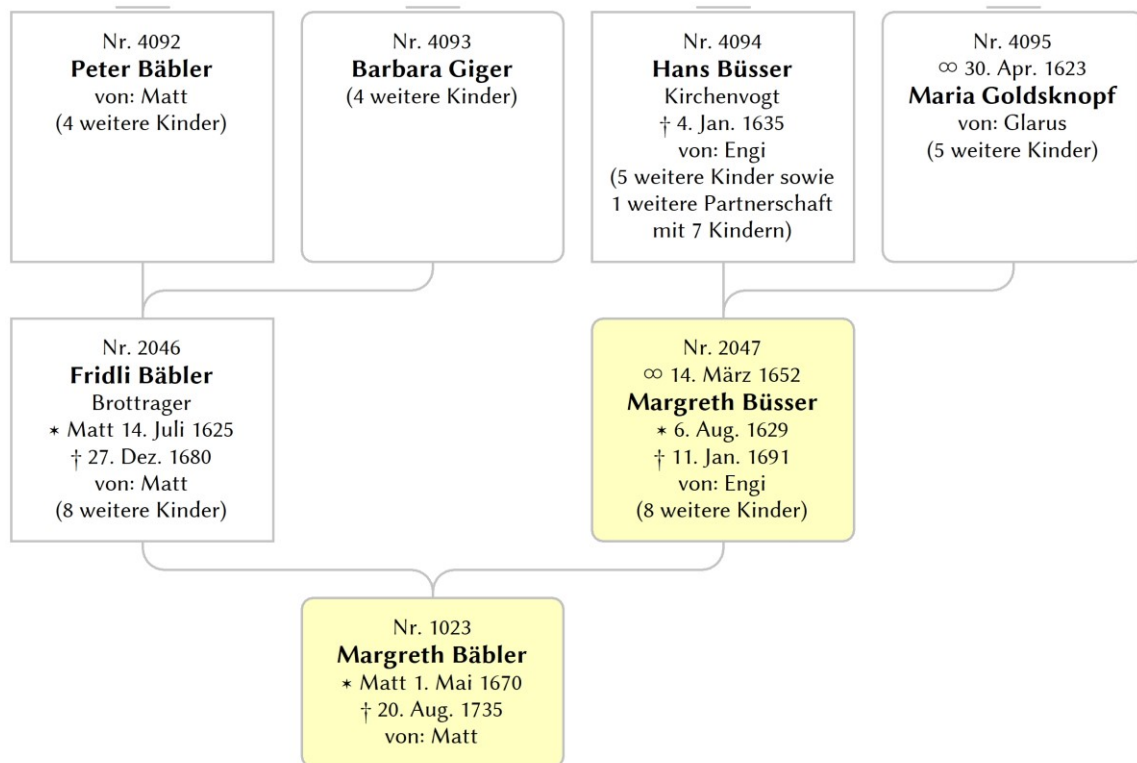 Nr. 4092
Peter Bäbler
von: Matt
(4 weitere Kinder)
Nr. 4093
Barbara Giger
(4 weitere Kinder)
Nr. 4094
Hans Büsser
Kirchenvogt
† 4. Jan. 1635
von: Engi
(5 weitere Kinder sowie
1 weitere Partnerschaft
mit 7 Kindern)
Nr. 4095
∞ 30. Apr. 1623
Maria Goldsknopf
von: Glarus
(5 weitere Kinder)
Nr. 2046
Fridli Bäbler
Brottrager
✶ Matt 14. Juli 1625
† 27. Dez. 1680
von: Matt
(8 weitere Kinder)
Nr. 2047
∞ 14. März 1652
Margreth Büsser
✶ 6. Aug. 1629
† 11. Jan. 1691
von: Engi
(8 weitere Kinder)
Nr. 1023
Margreth Bäbler
✶ Matt 1. Mai 1670
† 20. Aug. 1735
von: Matt